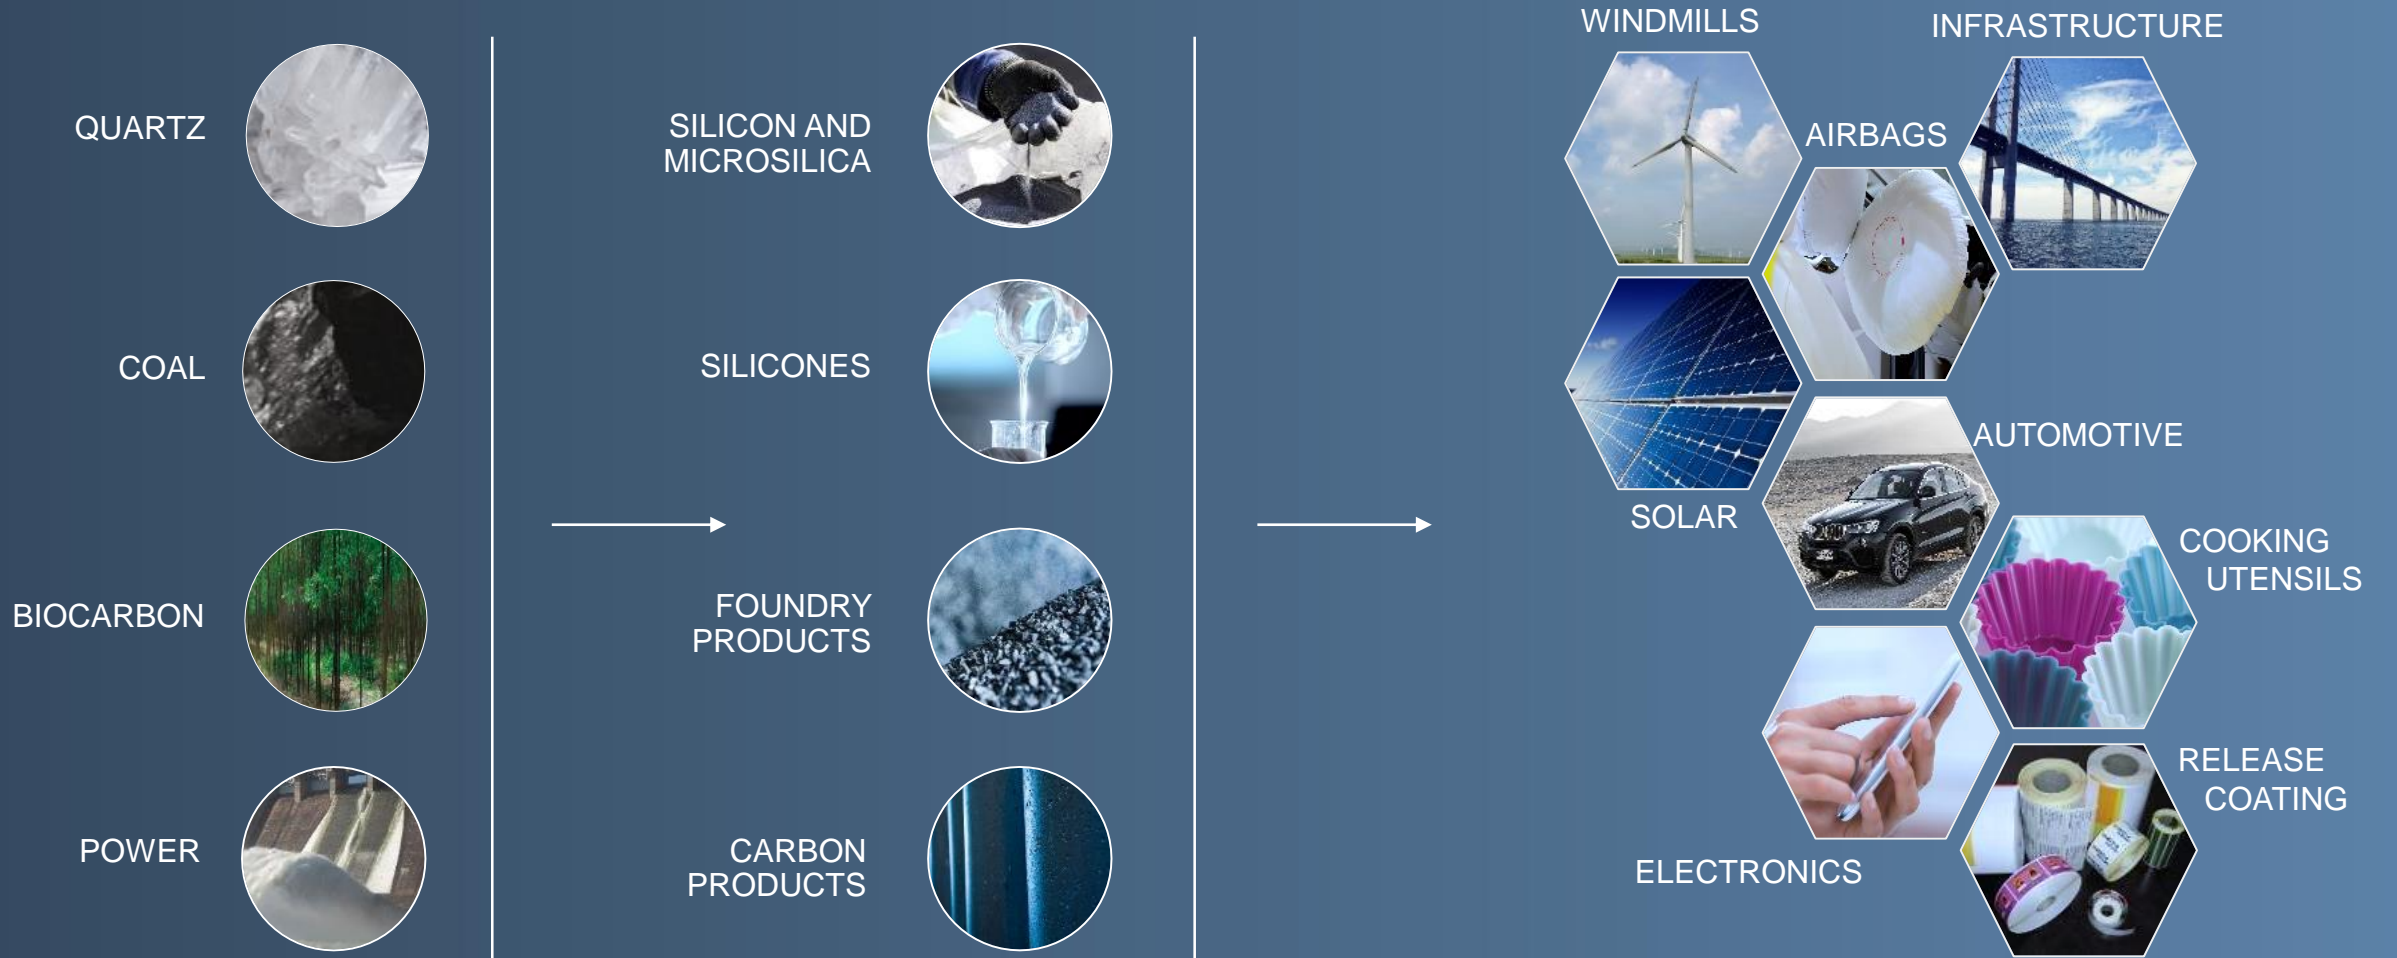 QUARTZ
COAL
BIOCARBON
POWER
SILICON AND
MICROSILICA
SILICONES
FOUNDRY
PRODUCTS
CARBON
PRODUCTS
WINDMILLS
INFRASTRUCTURE
AIRBAGS
AUTOMOTIVE
SOLAR
COOKING
UTENSILS
RELEASE
COATING
ELECTRONICS